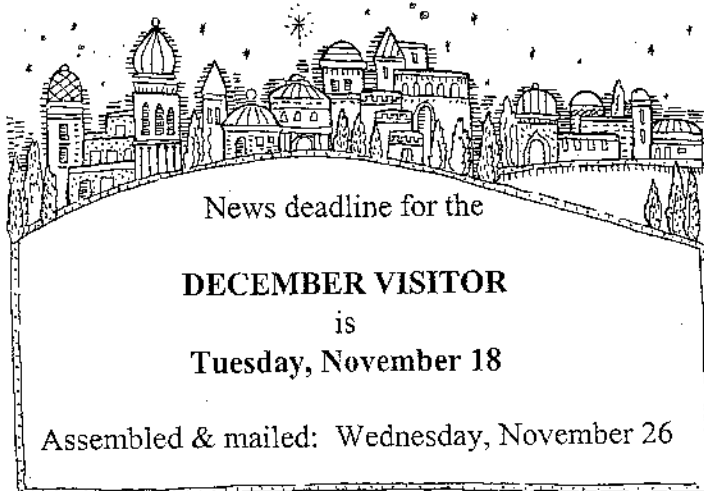 News deadline for the
DECEMBER VISITOR
is
Tuesday, November 18
Assembled & mailed: Wednesday, November 26